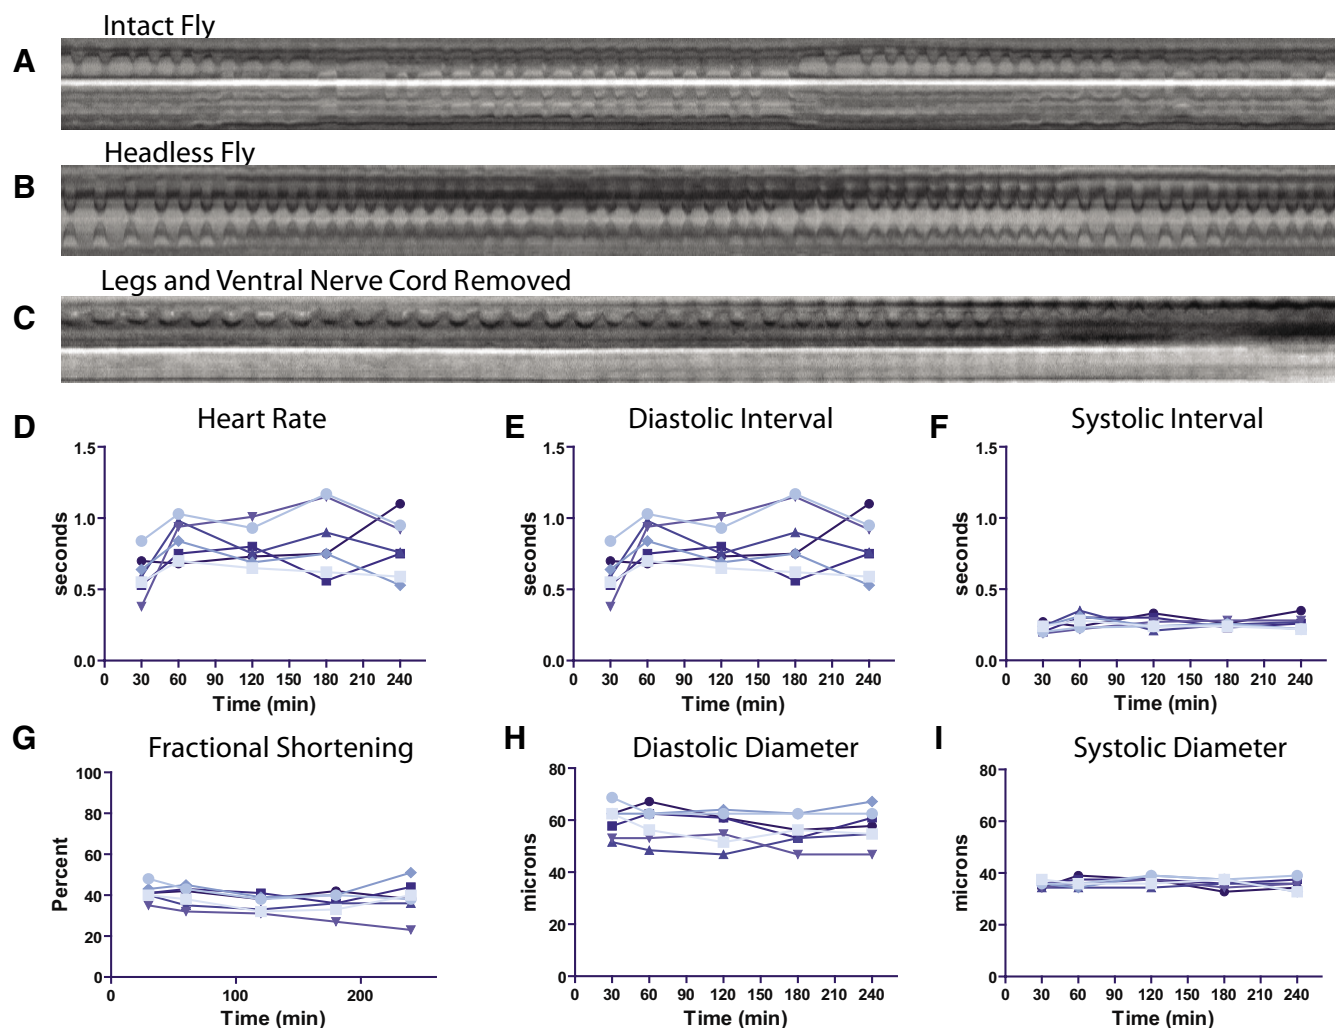 Intact Fly
A
Headless Fly
B
Legs and Ventral Nerve Cord Removed
C
D
Heart Rate
1.5
1.0
0.5
0.0
seconds
0 30 60 90 120 150 180 210 240
Time (min)
E
Diastolic Interval
1.5
1.0
0.5
0.0
seconds
0 30 60 90 120 150 180 210 240
Time (min)
F
Systolic Interval
1.5
1.0
0.5
0.0
seconds
0 30 60 90 120 150 180 210 240
Time (min)
G
Fractional Shortening
100
80
60
40
20
0
Percent
0 100 200
Time (min)
H
Diastolic Diameter
80
60
40
20
0
microns
0 30 60 90 120 150 180 210 240
Time (min)
I
Systolic Diameter
80
60
40
20
0
microns
0 30 60 90 120 150 180 210 240
Time (min)